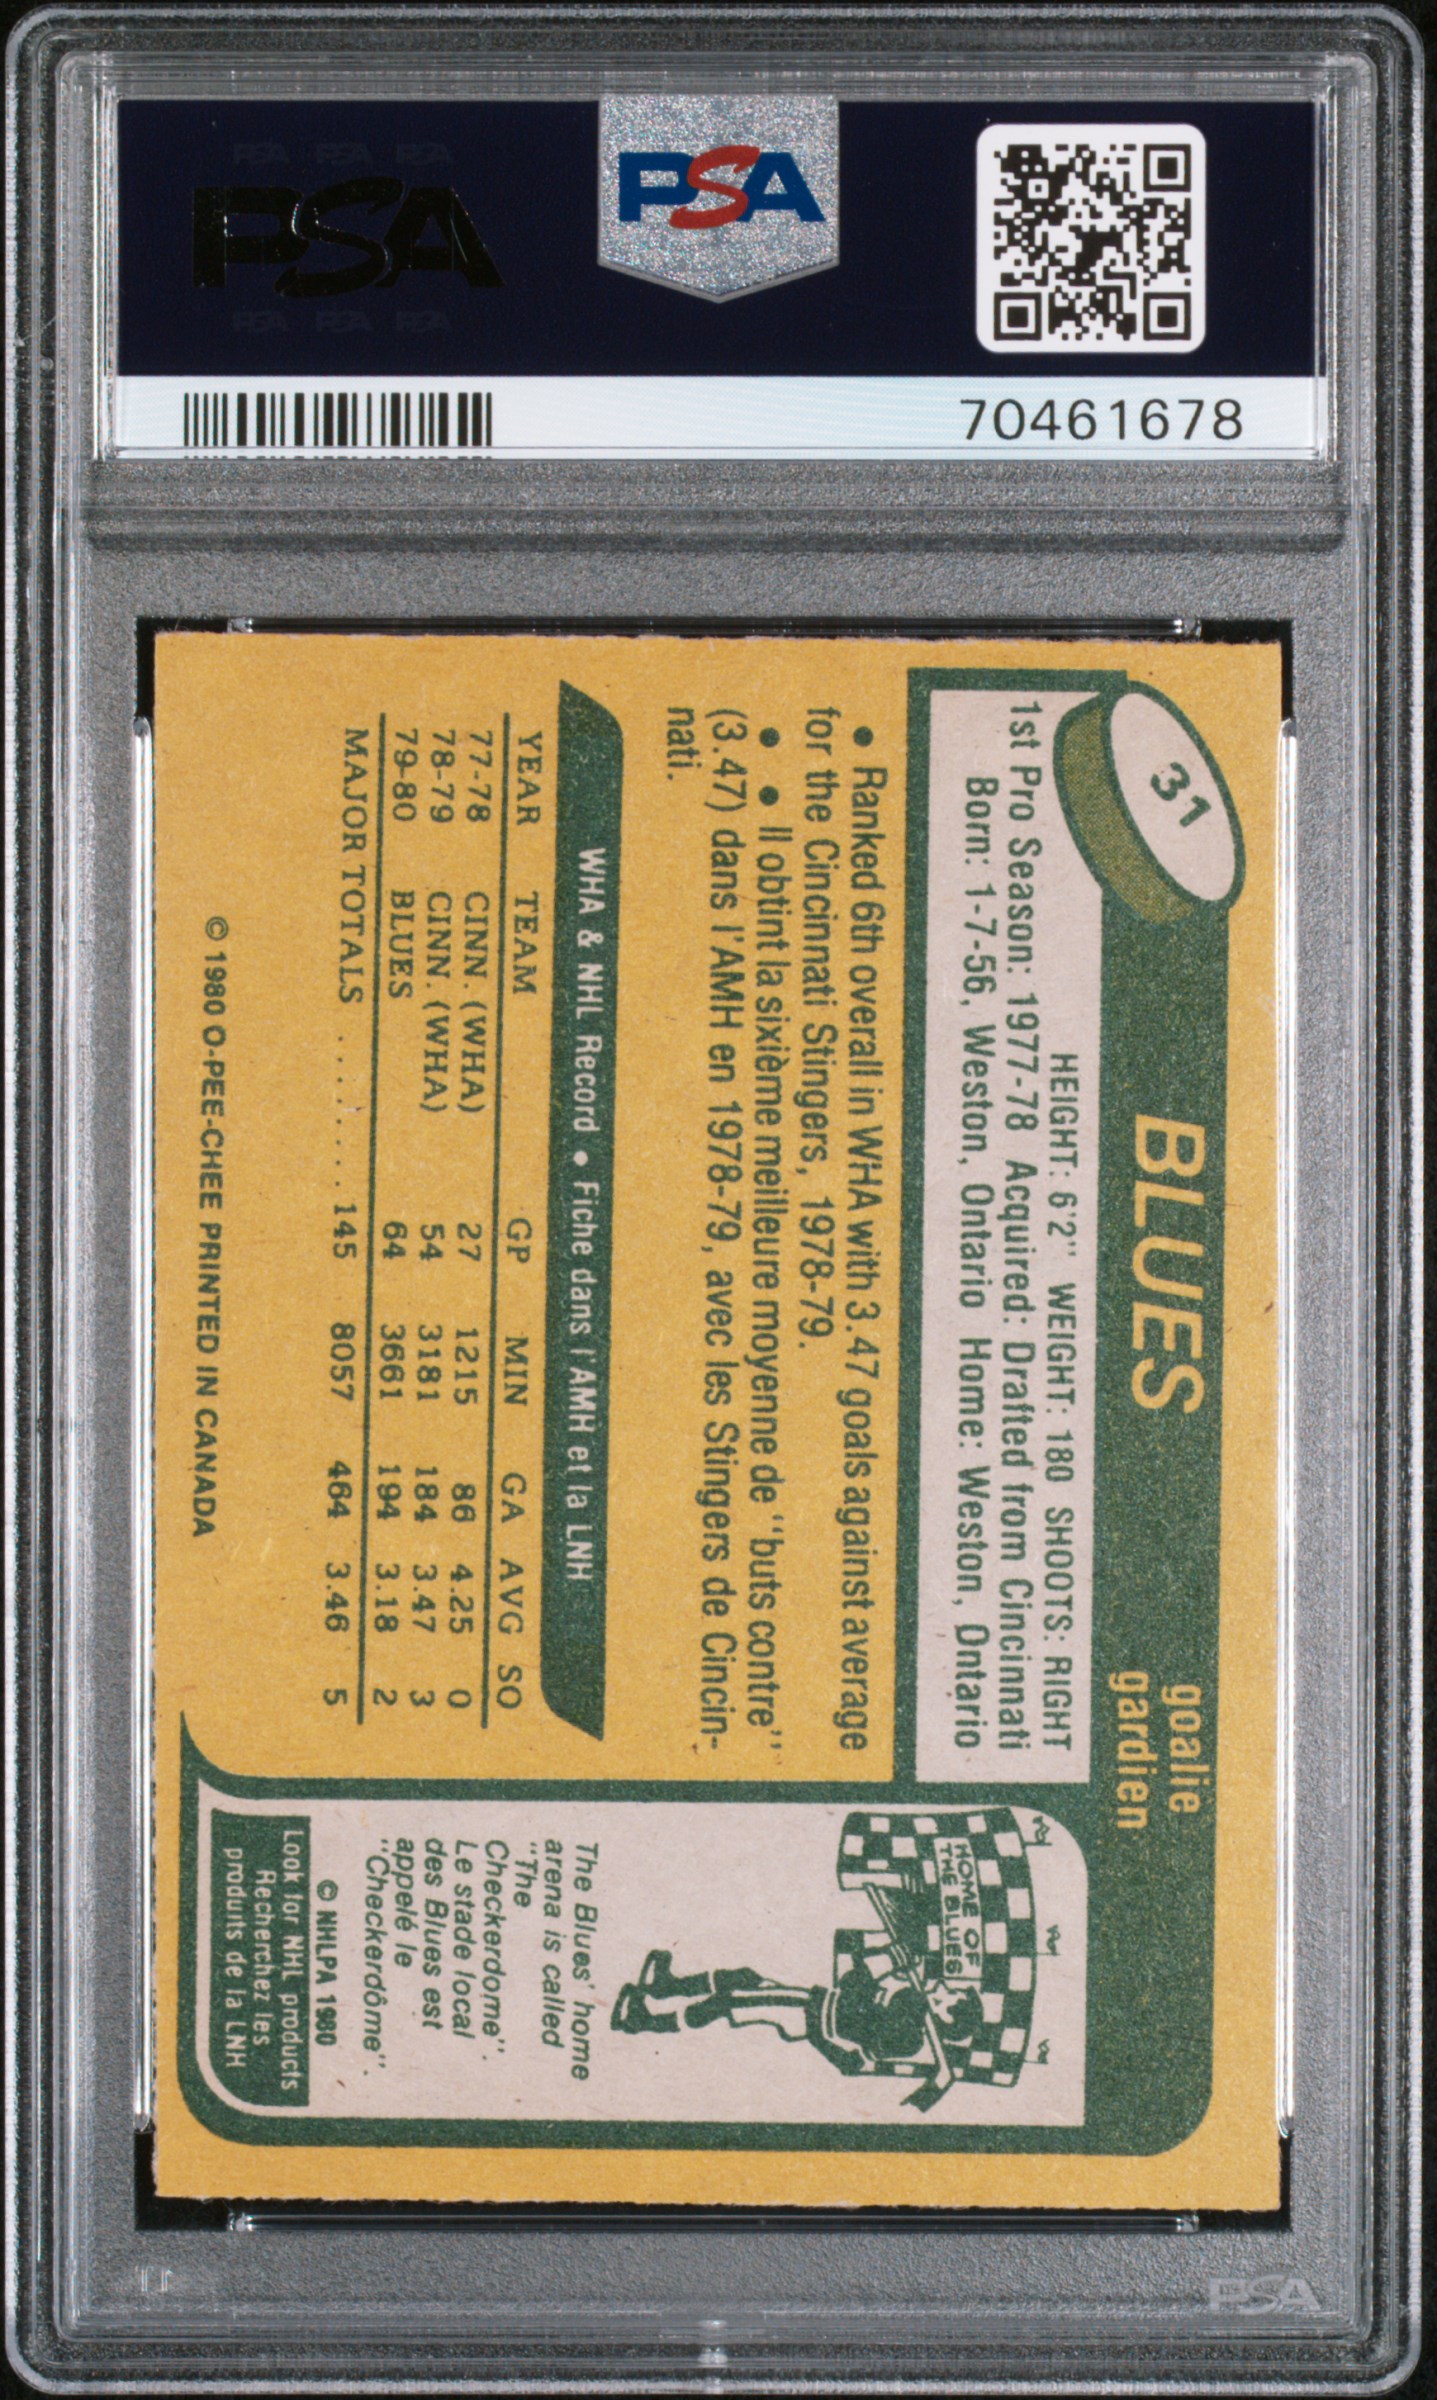 PSA PSA PSA
PSA
PSA PSA PSA
PSA
70461678
31
BLUES
goalie
gardien
HEIGHT: 6'2" WEIGHT: 180 SHOOTS: RIGHT
1st Pro Season: 1977-78 Acquired: Drafted from Cincinnati
Born: 1-7-56, Weston, Ontario Home: Weston, Ontario
• Ranked 6th overall in WHA with 3.47 goals against average
for the Cincinnati Stingers, 1978-79.
• • Il obtint la sixième meilleure moyenne de "buts contre"
(3.47) dans l'AMH en 1978-79, avec les Stingers de Cincin-
nati.
WHA & NHL Record • Fiche dans l'AMH et la LNH
YEAR TEAM GP MIN GA AVG SO
77-78 CINN. (WHA) 27 1215 86 4.25 0
78-79 CINN. (WHA) 54 3181 184 3.47 3
79-80 BLUES 64 3661 194 3.18 2
MAJOR TOTALS ......... 145 8057 464 3.46 5
© 1980 O-PEE-CHEE PRINTED IN CANADA
HOME OF
THE BLUES
The Blues' home
arena is called
"The
Checkerdome".
Le stade local
des Blues est
appelé le
"Checkerdôme".
© NHLPA 1980
Look for NHL products
Recherchez les
produits de la LNH
PSA